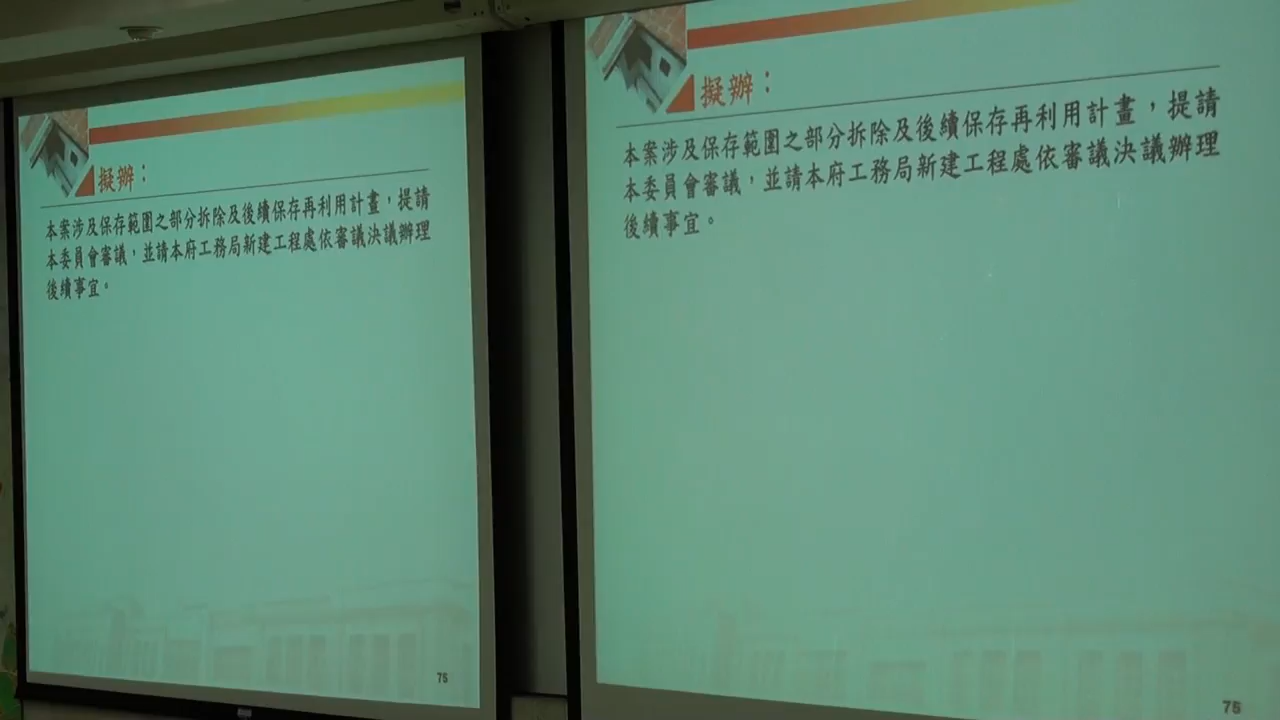 擬辦：
本案涉及保存範圍之部分拆除及後續保存再利用計畫，提請
本委員會審議，並請本府工務局新建工程處依審議決議辦理
後續事宜。
75
擬辦：
本案涉及保存範圍之部分拆除及後續保存再利用計畫，提請
本委員會審議，並請本府工務局新建工程處依審議決議辦理
後續事宜。
75